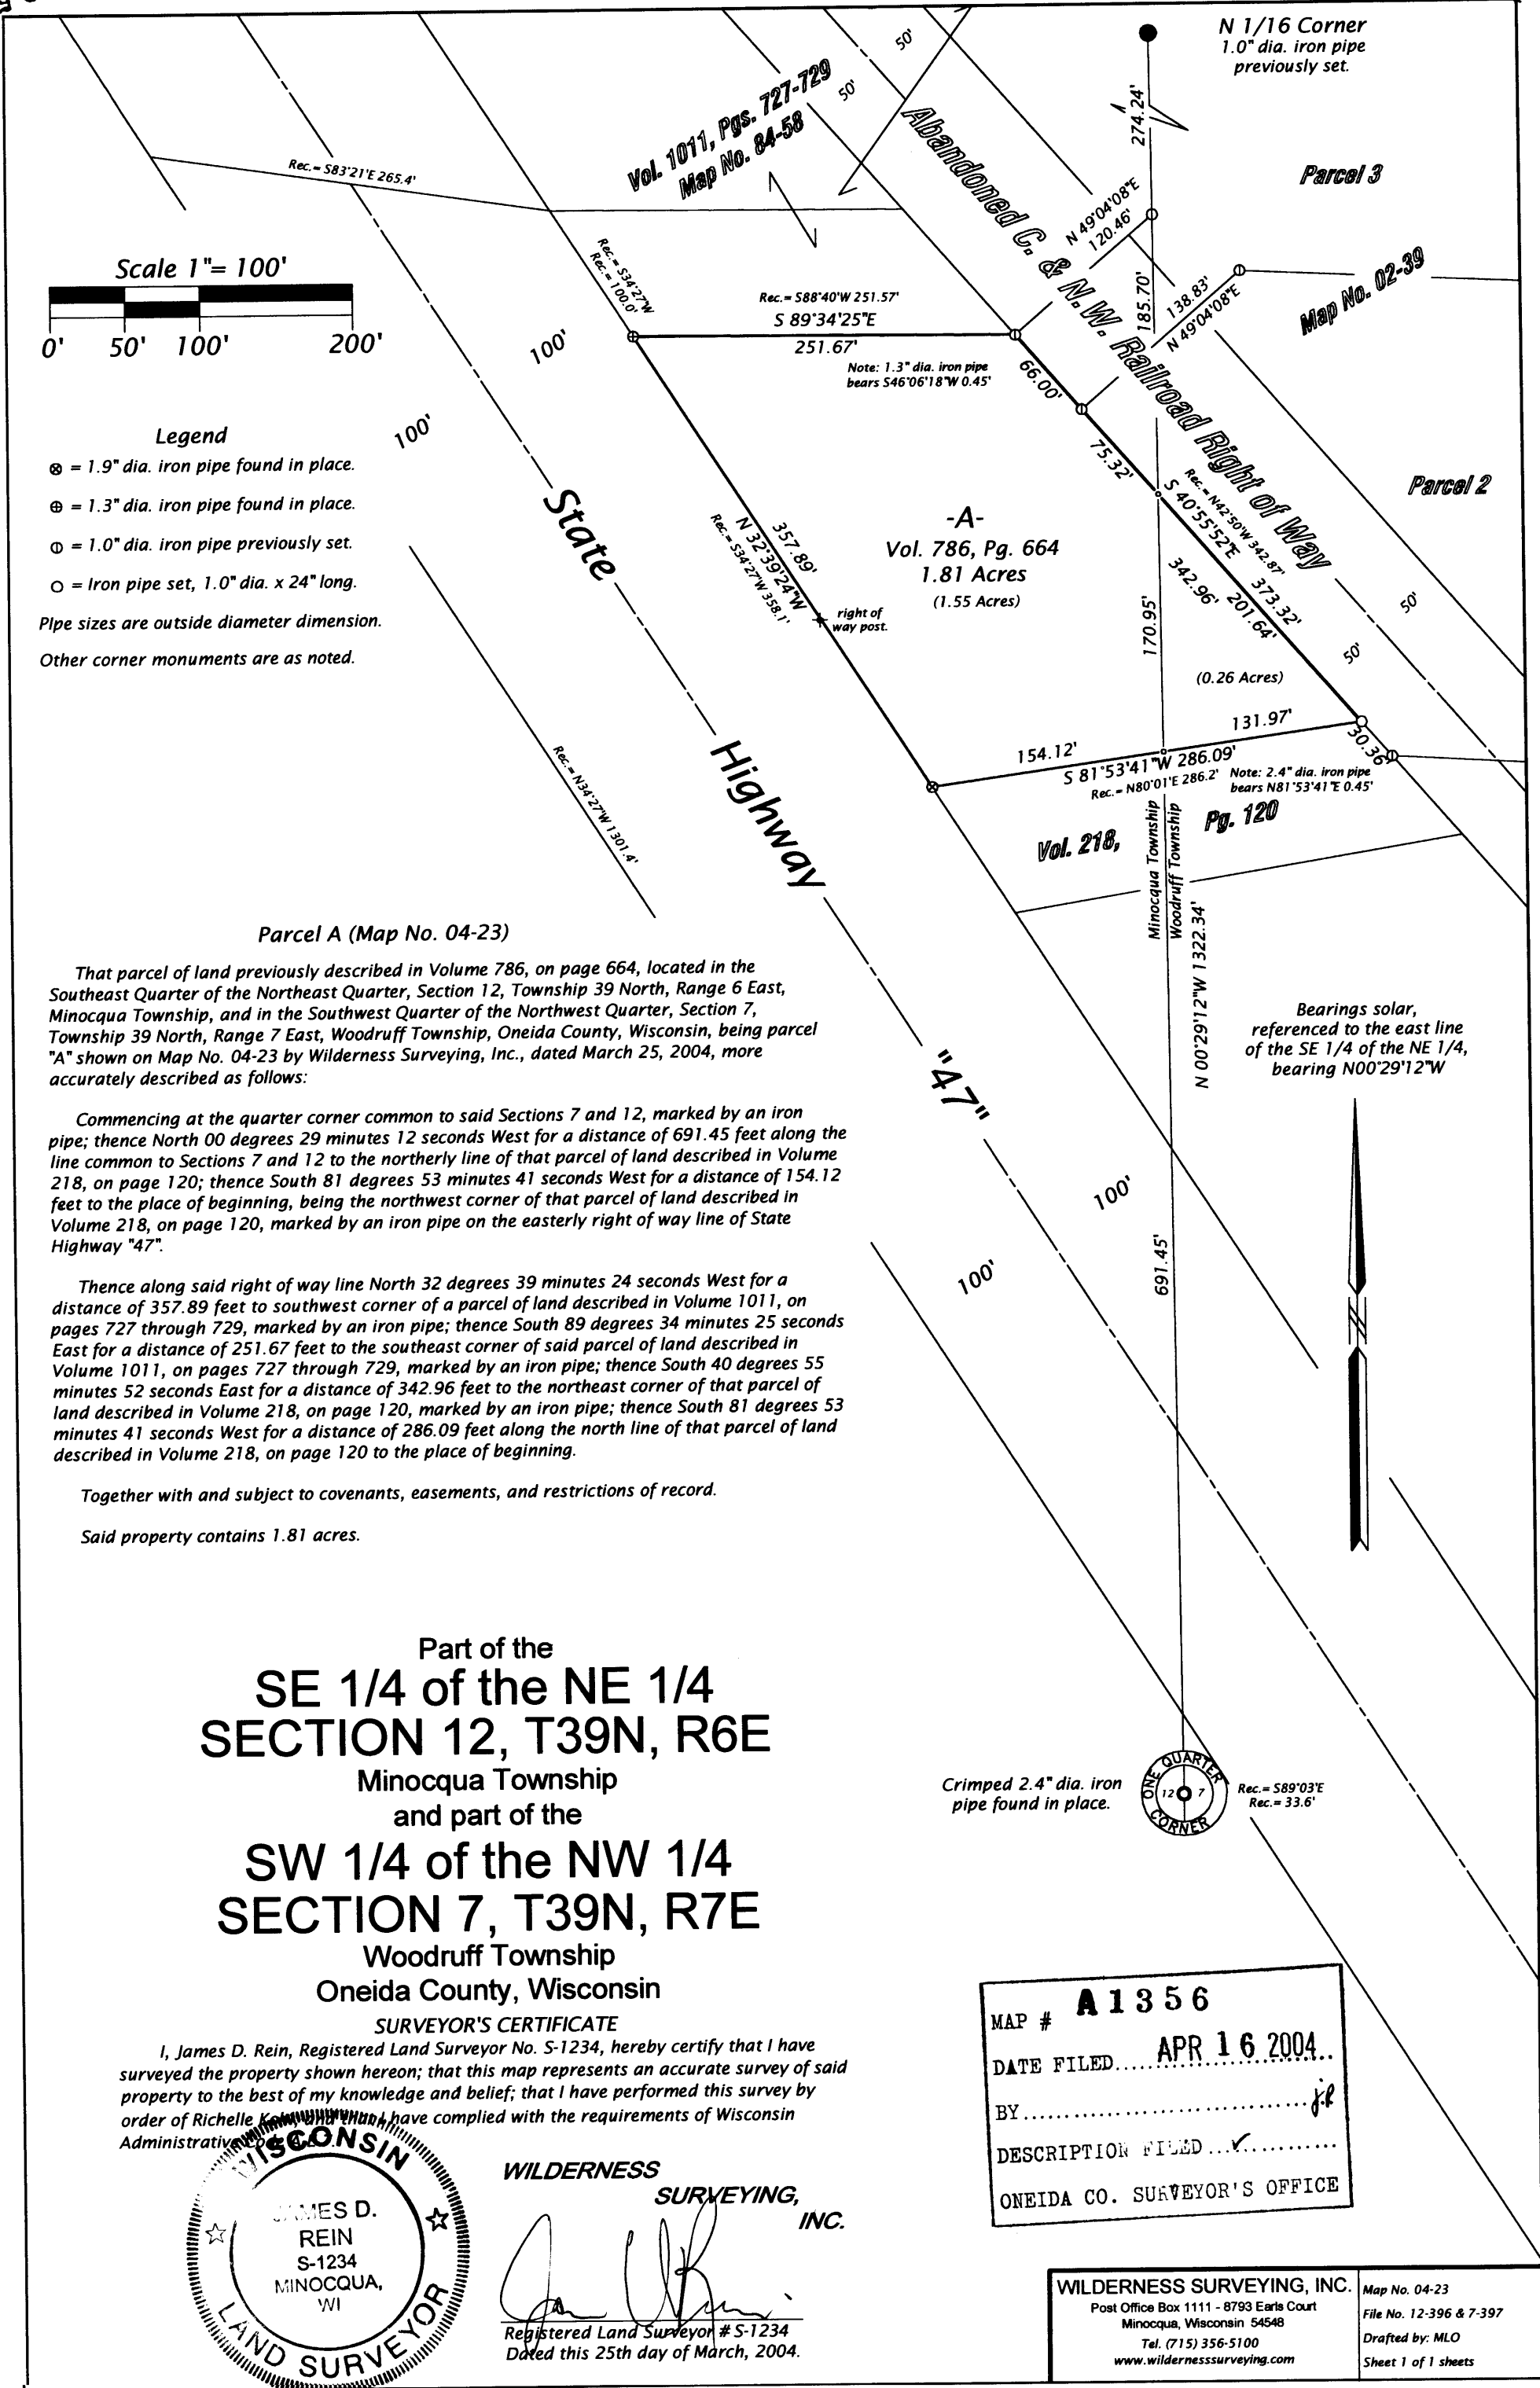 N 1/16 Corner
1.0" dia. iron pipe
previously set.
274.24'
50'
50'
Vol. 1011, Pgs. 727-729
Map No. 84-58
Abandoned C. & N.W. Railroad Right of Way
Parcel 3
Rec.= S83°21'E 265.4'
N 49°04'08"E
120.46'
185.70'
138.83'
N 49°04'08"E
Map No. 02-39
Scale 1"= 100'
0' 50' 100' 200'
Rec.= S34°27'W
Rec.= 100.0'
Rec.= S88°40'W 251.57'
S 89°34'25"E
251.67'
Note: 1.3" dia. iron pipe
bears S46°06'18"W 0.45'
100'
100'
66.00'
75.32'
Legend
⊗ = 1.9" dia. iron pipe found in place.
⊕ = 1.3" dia. iron pipe found in place.
⦶ = 1.0" dia. iron pipe previously set.
O = Iron pipe set, 1.0" dia. x 24" long.
Pipe sizes are outside diameter dimension.
Other corner monuments are as noted.
State
Highway
"47"
357.89'
N 32°39'24"W
Rec.= S34°27'W 358.1'
right of
way post.
-A-
Vol. 786, Pg. 664
1.81 Acres
(1.55 Acres)
Rec.= N42°50'W 342.87'
S 40°55'52"E
373.32'
342.96'
201.64'
Parcel 2
50'
50'
170.95'
(0.26 Acres)
131.97'
30.36'
154.12'
S 81°53'41"W 286.09'
Rec.= N80°01'E 286.2'
Note: 2.4" dia. iron pipe
bears N81°53'41"E 0.45'
Vol. 218, Pg. 120
Minocqua Township
Woodruff Township
N 00°29'12"W 1322.34'
Rec.= N34°27'W 1301.4'
Parcel A (Map No. 04-23)
That parcel of land previously described in Volume 786, on page 664, located in the
Southeast Quarter of the Northeast Quarter, Section 12, Township 39 North, Range 6 East,
Minocqua Township, and in the Southwest Quarter of the Northwest Quarter, Section 7,
Township 39 North, Range 7 East, Woodruff Township, Oneida County, Wisconsin, being parcel
"A" shown on Map No. 04-23 by Wilderness Surveying, Inc., dated March 25, 2004, more
accurately described as follows:
Commencing at the quarter corner common to said Sections 7 and 12, marked by an iron
pipe; thence North 00 degrees 29 minutes 12 seconds West for a distance of 691.45 feet along the
line common to Sections 7 and 12 to the northerly line of that parcel of land described in Volume
218, on page 120; thence South 81 degrees 53 minutes 41 seconds West for a distance of 154.12
feet to the place of beginning, being the northwest corner of that parcel of land described in
Volume 218, on page 120, marked by an iron pipe on the easterly right of way line of State
Highway "47".
Thence along said right of way line North 32 degrees 39 minutes 24 seconds West for a
distance of 357.89 feet to southwest corner of a parcel of land described in Volume 1011, on
pages 727 through 729, marked by an iron pipe; thence South 89 degrees 34 minutes 25 seconds
East for a distance of 251.67 feet to the southeast corner of said parcel of land described in
Volume 1011, on pages 727 through 729, marked by an iron pipe; thence South 40 degrees 55
minutes 52 seconds East for a distance of 342.96 feet to the northeast corner of that parcel of
land described in Volume 218, on page 120, marked by an iron pipe; thence South 81 degrees 53
minutes 41 seconds West for a distance of 286.09 feet along the north line of that parcel of land
described in Volume 218, on page 120 to the place of beginning.
Together with and subject to covenants, easements, and restrictions of record.
Said property contains 1.81 acres.
Bearings solar,
referenced to the east line
of the SE 1/4 of the NE 1/4,
bearing N00°29'12"W
N
100'
100'
691.45'
Part of the
SE 1/4 of the NE 1/4
SECTION 12, T39N, R6E
Minocqua Township
and part of the
SW 1/4 of the NW 1/4
SECTION 7, T39N, R7E
Woodruff Township
Oneida County, Wisconsin
Crimped 2.4" dia. iron
pipe found in place.
ONE QUARTER
12 7
CORNER
Rec.= S89°03'E
Rec.= 33.6'
SURVEYOR'S CERTIFICATE
I, James D. Rein, Registered Land Surveyor No. S-1234, hereby certify that I have
surveyed the property shown hereon; that this map represents an accurate survey of said
property to the best of my knowledge and belief; that I have performed this survey by
order of Richelle and that I have complied with the requirements of Wisconsin
Administrative
WISCONSIN
JAMES D.
REIN
S-1234
MINOCQUA,
WI
LAND SURVEYOR
WILDERNESS
SURVEYING,
INC.
Registered Land Surveyor # S-1234
Dated this 25th day of March, 2004.
MAP # A1356
DATE FILED APR 16 2004
BY jr
DESCRIPTION FILED ✓
ONEIDA CO. SURVEYOR'S OFFICE
WILDERNESS SURVEYING, INC.
Post Office Box 1111 - 8793 Earls Court
Minocqua, Wisconsin 54548
Tel. (715) 356-5100
www.wildernesssurveying.com
Map No. 04-23
File No. 12-396 & 7-397
Drafted by: MLO
Sheet 1 of 1 sheets